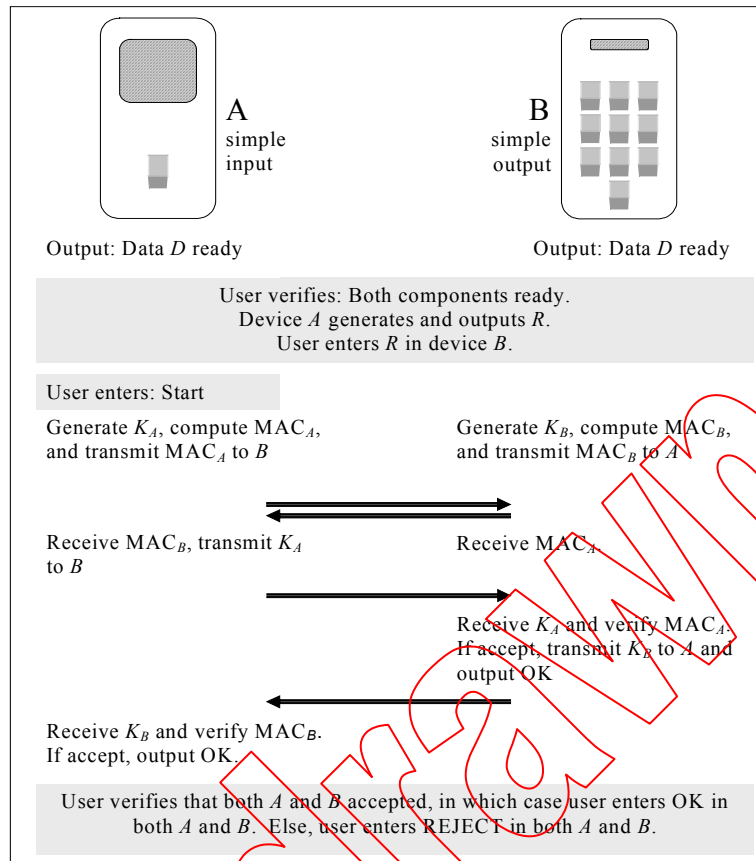 A
simple
input
B
simple
output
Output: Data D ready
Output: Data D ready
User verifies: Both components ready.
Device A generates and outputs R.
User enters R in device B.
User enters: Start
Generate K_A, compute MAC_A,
and transmit MAC_A to B
Generate K_B, compute MAC_B,
and transmit MAC_B to A
Receive MAC_B, transmit K_A
to B
Receive MAC_A.
Receive K_A and verify MAC_A.
If accept, transmit K_B to A and
output OK
Receive K_B and verify MAC_B.
If accept, output OK.
User verifies that both A and B accepted, in which case user enters OK in
both A and B. Else, user enters REJECT in both A and B.
drawn